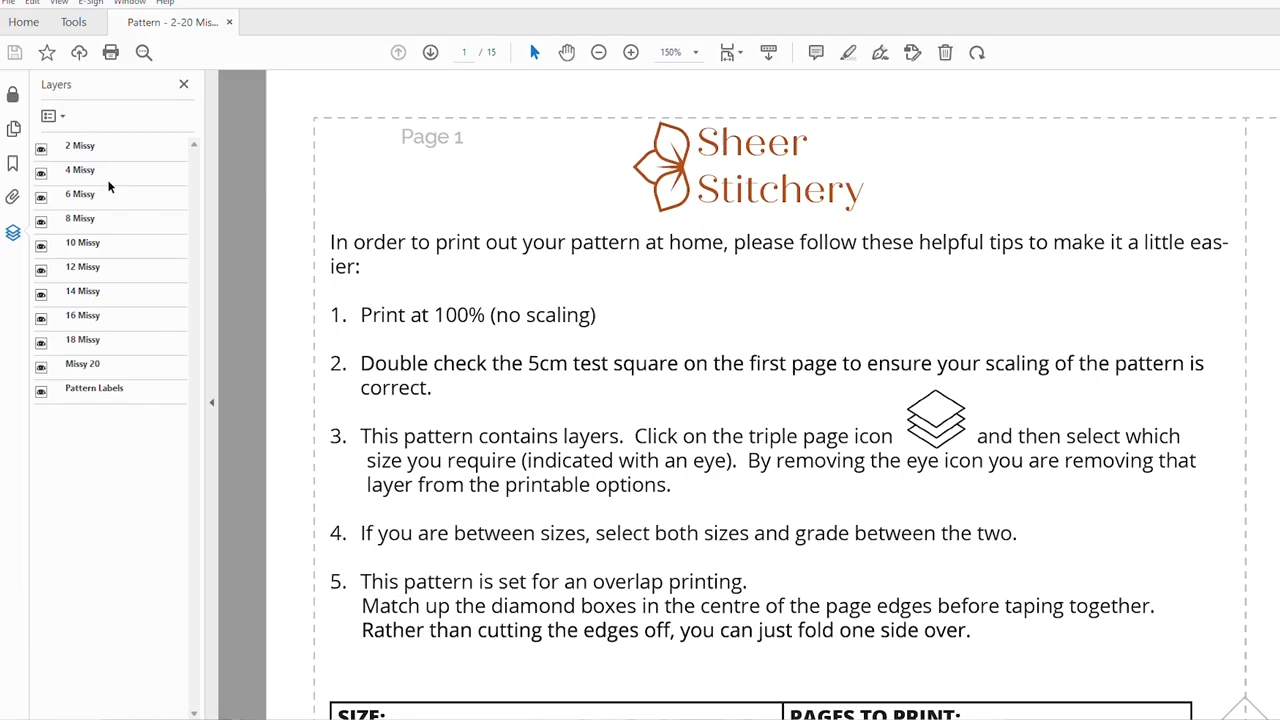 File Edit View E-Sign Window Help
Home Tools Pattern - 2-20 Mis... ×
1 / 15 150%
Layers
2 Missy
4 Missy
6 Missy
8 Missy
10 Missy
12 Missy
14 Missy
16 Missy
18 Missy
Missy 20
Pattern Labels
Page 1
Sheer
Stitchery
In order to print out your pattern at home, please follow these helpful tips to make it a little eas-
ier:
1. Print at 100% (no scaling)
2. Double check the 5cm test square on the first page to ensure your scaling of the pattern is
correct.
3. This pattern contains layers. Click on the triple page icon and then select which
size you require (indicated with an eye). By removing the eye icon you are removing that
layer from the printable options.
4. If you are between sizes, select both sizes and grade between the two.
5. This pattern is set for an overlap printing.
Match up the diamond boxes in the centre of the page edges before taping together.
Rather than cutting the edges off, you can just fold one side over.
SIZE: PAGES TO PRINT: